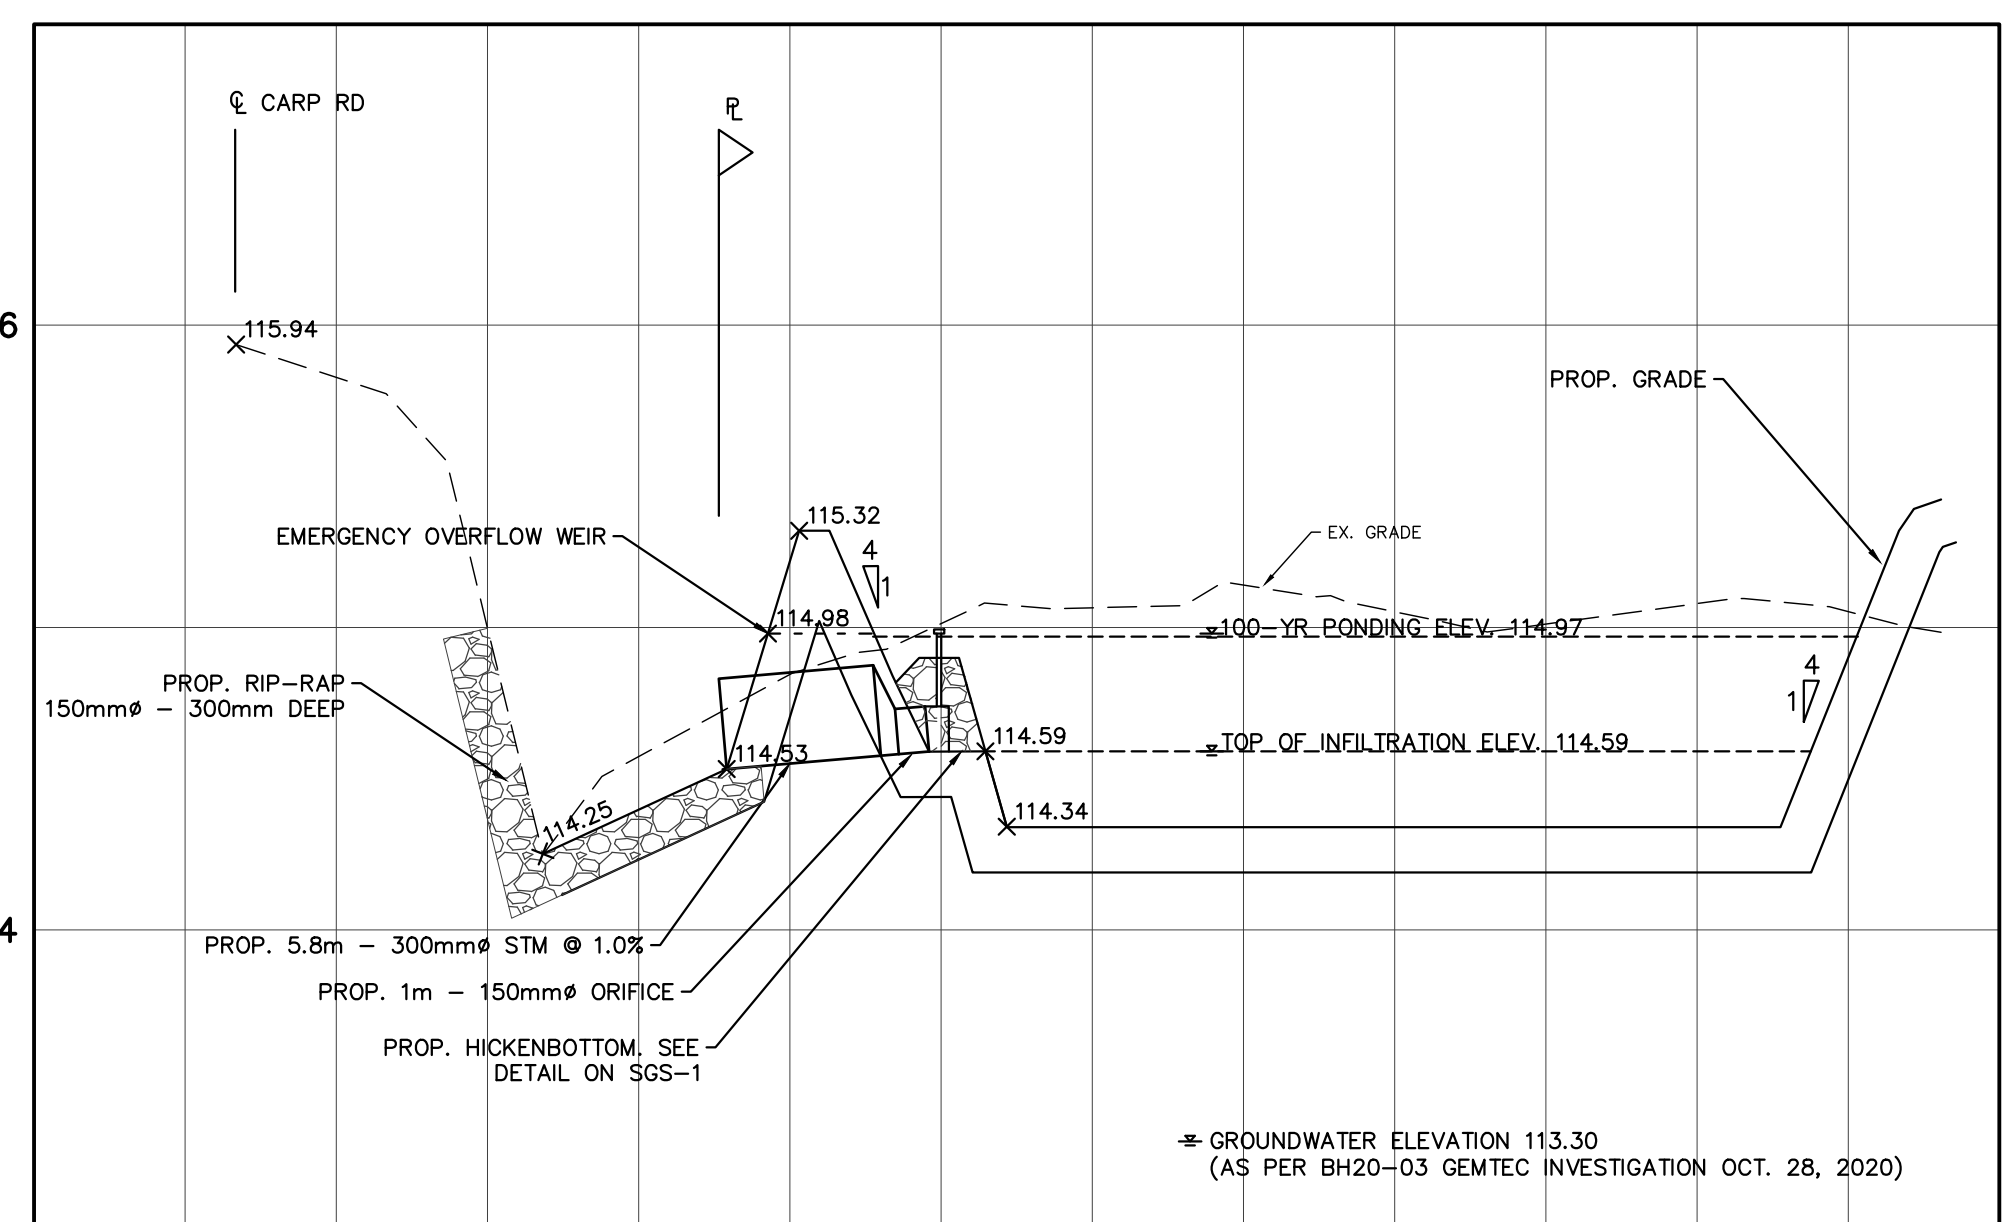 ℄ CARP RD
PL
6
115.94
PROP. GRADE
115.32
EMERGENCY OVERFLOW WEIR
EX. GRADE
4
1
114.98
100-YR PONDING ELEV. 114.97
PROP. RIP-RAP
150mmø - 300mm DEEP
4
1
114.59
TOP OF INFILTRATION ELEV. 114.59
114.53
114.25
114.34
4
PROP. 5.8m - 300mmø STM @ 1.0%
PROP. 1m - 150mmø ORIFICE
PROP. HICKENBOTTOM. SEE
DETAIL ON SGS-1
GROUNDWATER ELEVATION 113.30
(AS PER BH20-03 GEMTEC INVESTIGATION OCT. 28, 2020)